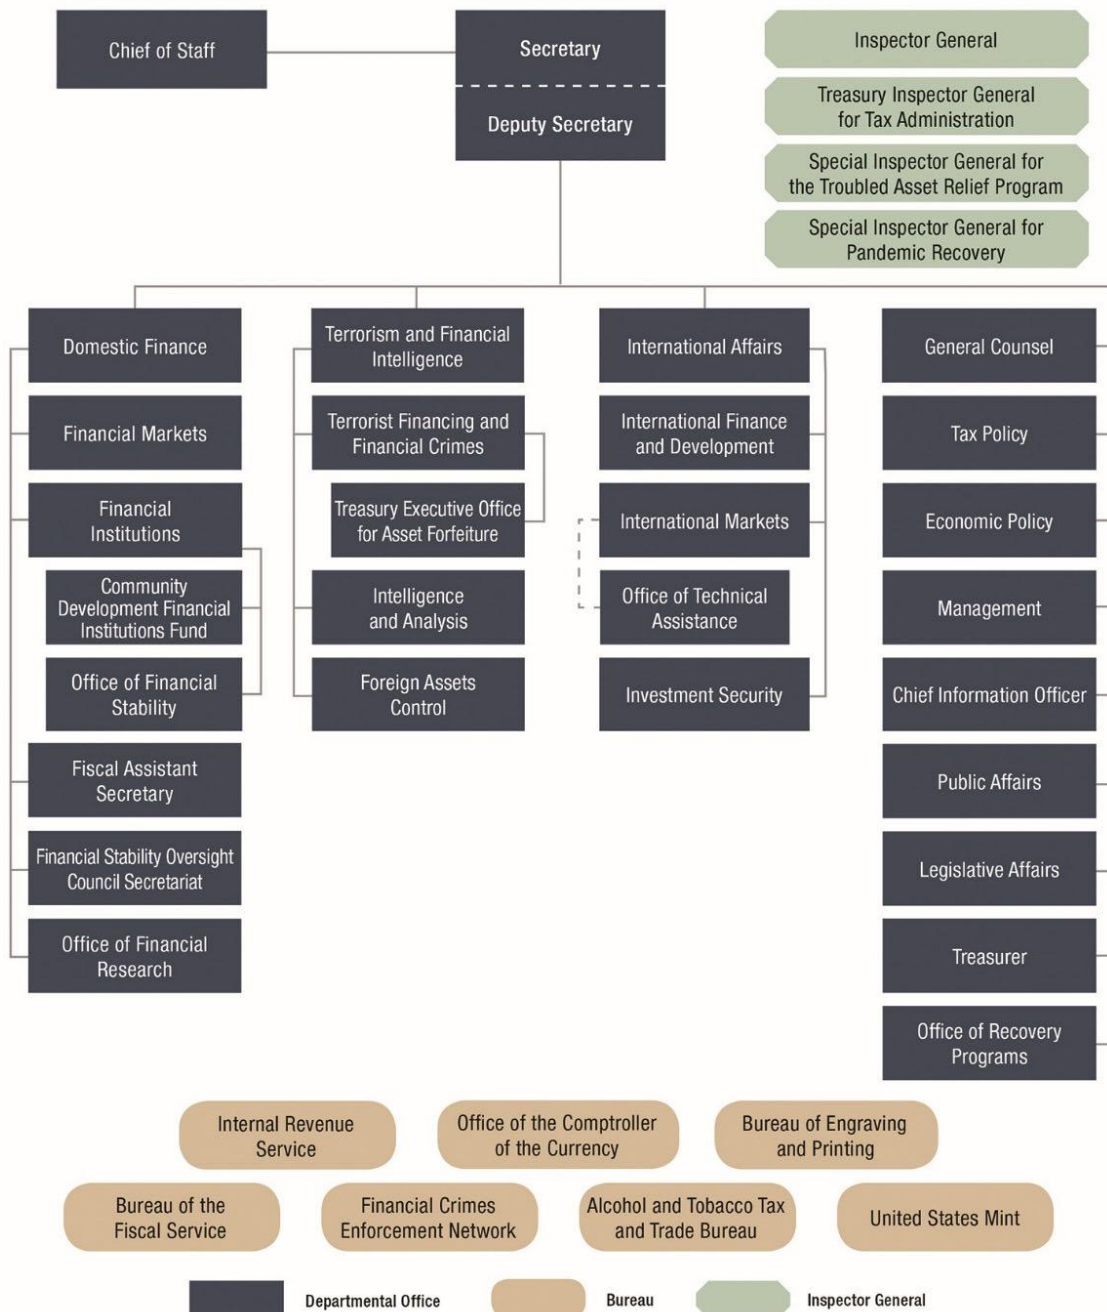 Chief of Staff
Secretary
Deputy Secretary
Inspector General
Treasury Inspector General
for Tax Administration
Special Inspector General for
the Troubled Asset Relief Program
Special Inspector General for
Pandemic Recovery
Domestic Finance
Financial Markets
Financial
Institutions
Community
Development Financial
Institutions Fund
Office of Financial
Stability
Fiscal Assistant
Secretary
Financial Stability Oversight
Council Secretariat
Office of Financial
Research
Terrorism and Financial
Intelligence
Terrorist Financing and
Financial Crimes
Treasury Executive Office
for Asset Forfeiture
Intelligence
and Analysis
Foreign Assets
Control
International Affairs
International Finance
and Development
International Markets
Office of Technical
Assistance
Investment Security
General Counsel
Tax Policy
Economic Policy
Management
Chief Information Officer
Public Affairs
Legislative Affairs
Treasurer
Office of Recovery
Programs
Internal Revenue
Service
Office of the Comptroller
of the Currency
Bureau of Engraving
and Printing
Bureau of the
Fiscal Service
Financial Crimes
Enforcement Network
Alcohol and Tobacco Tax
and Trade Bureau
United States Mint
Departmental Office
Bureau
Inspector General